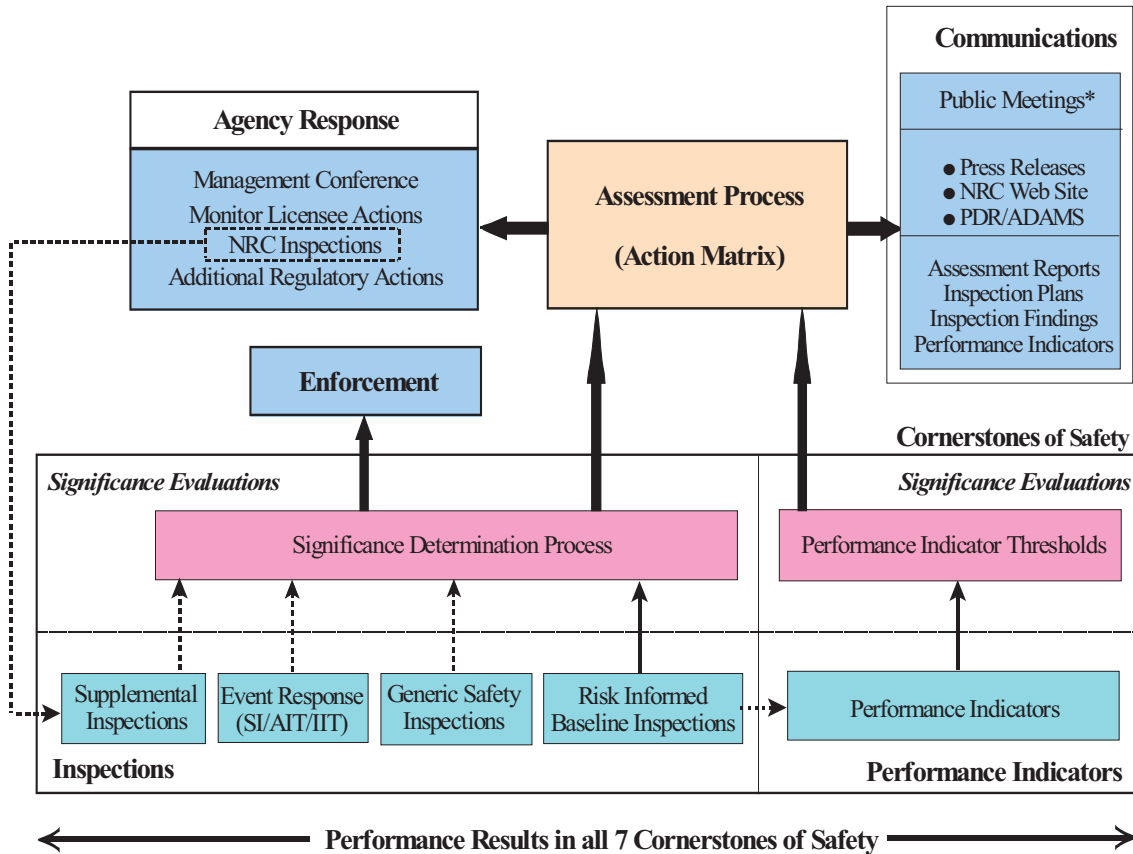 Communications
Public Meetings*
● Press Releases
● NRC Web Site
● PDR/ADAMS
Assessment Reports
Inspection Plans
Inspection Findings
Performance Indicators
Agency Response
Management Conference
Monitor Licensee Actions
NRC Inspections
Additional Regulatory Actions
Assessment Process
(Action Matrix)
Enforcement
Cornerstones of Safety
Significance Evaluations
Significance Evaluations
Significance Determination Process
Performance Indicator Thresholds
Supplemental
Inspections
Event Response
(SI/AIT/IIT)
Generic Safety
Inspections
Risk Informed
Baseline Inspections
Performance Indicators
Inspections
Performance Indicators
Performance Results in all 7 Cornerstones of Safety